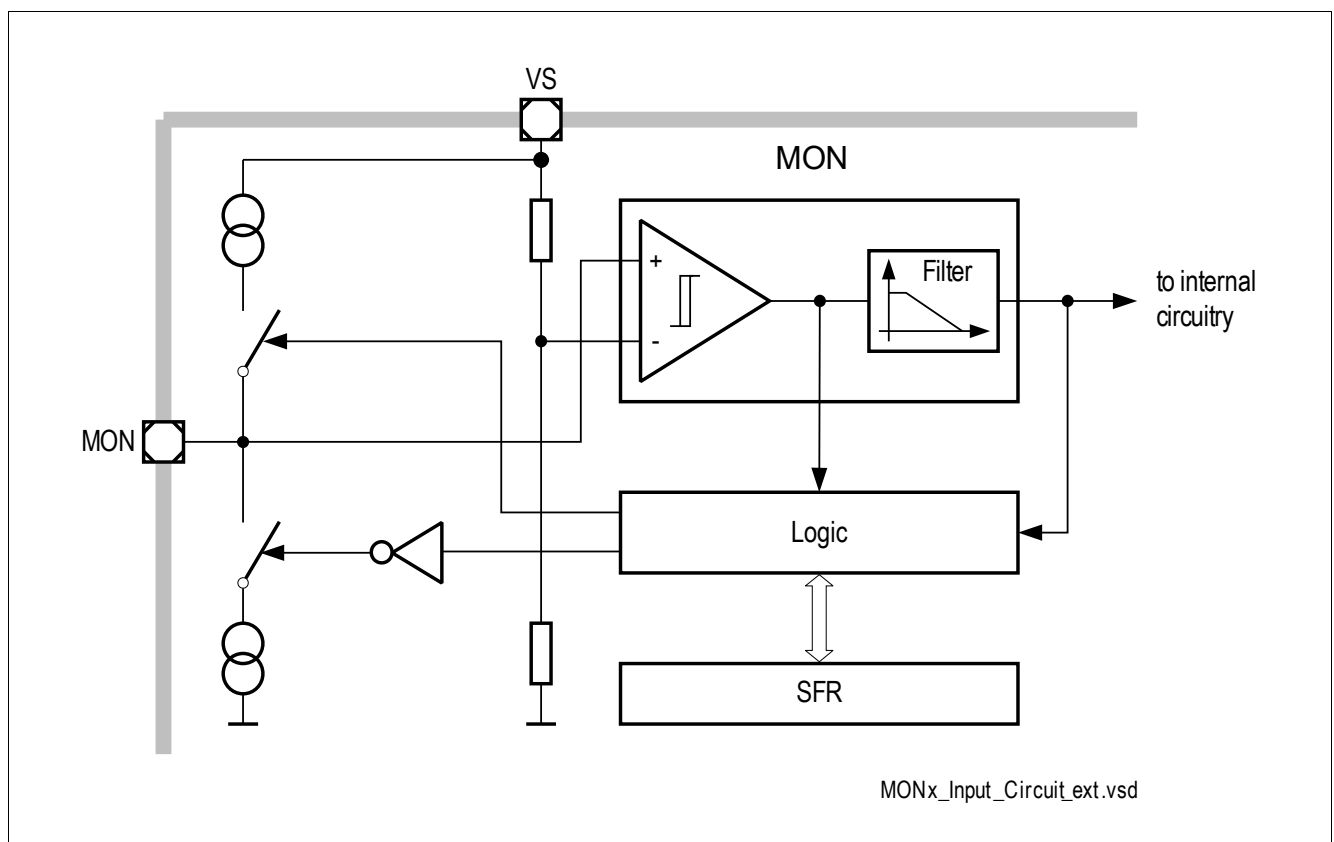 VS
MON
+
-
Filter
to internal
circuitry
MON
Logic
SFR
MONx_Input_Circuit_ext.vsd